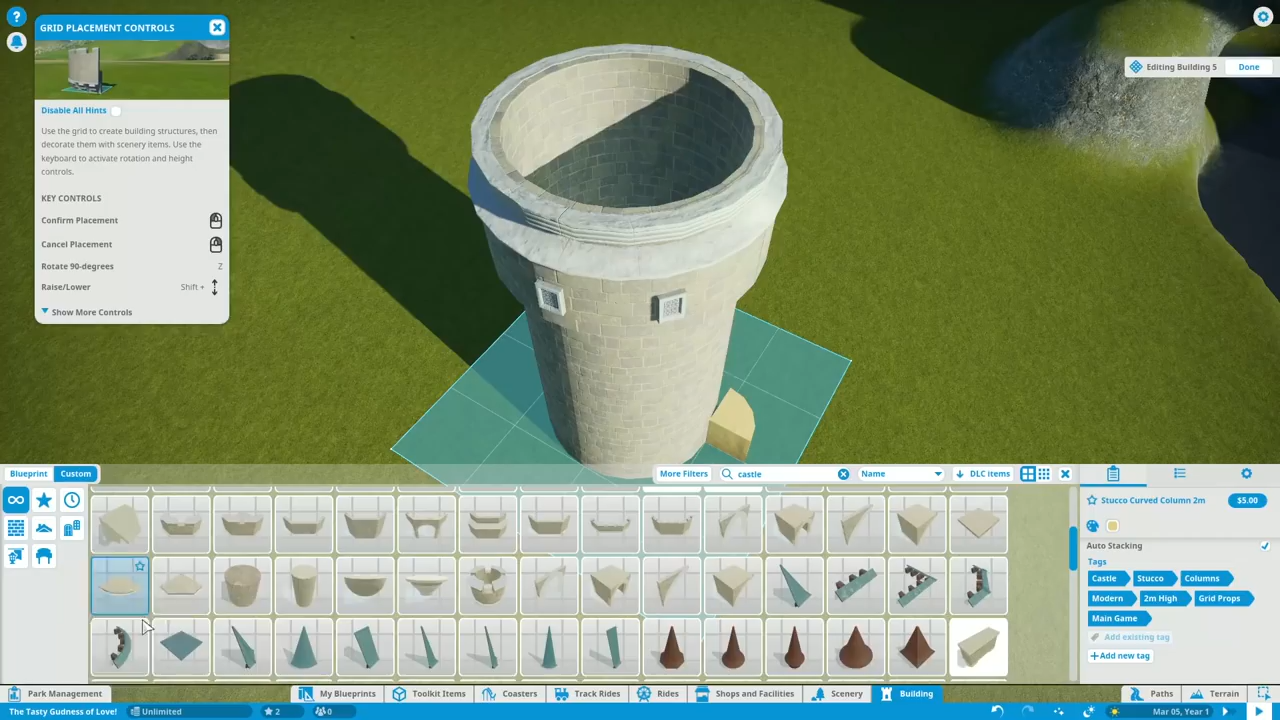 ?
GRID PLACEMENT CONTROLS
Disable All Hints
Use the grid to create building structures, then
decorate them with scenery items. Use the
keyboard to activate rotation and height
controls.
KEY CONTROLS
Confirm Placement
Cancel Placement
Rotate 90-degrees Z
Raise/Lower Shift +
Show More Controls
Editing Building 5 Done
Blueprint Custom More Filters castle Name DLC items
Stucco Curved Column 2m $5.00
Auto Stacking
Tags
Castle Stucco Columns
Modern 2m High Grid Props
Main Game
Add existing tag
+Add new tag
Park Management My Blueprints Toolkit Items Coasters Track Rides Rides Shops and Facilities Scenery Building Paths Terrain
The Tasty Gudness of Love! Unlimited 2 0 Mar 05, Year 1